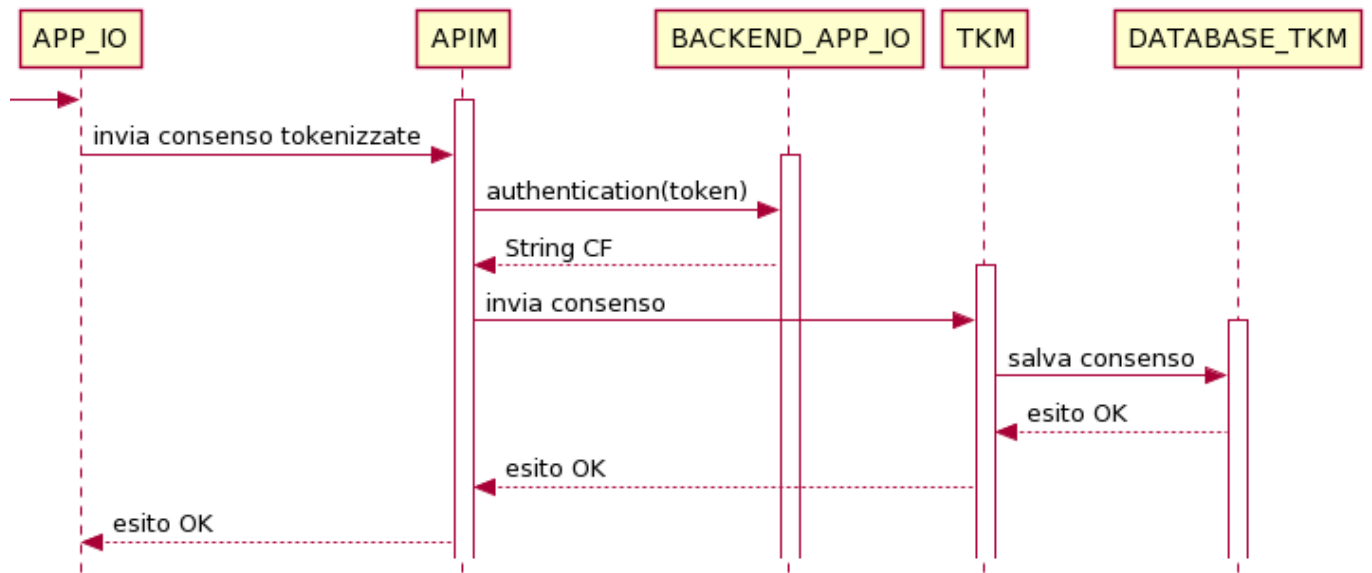 APP_IO
APIM
BACKEND_APP_IO
TKM
DATABASE_TKM
invia consenso tokenizzate
authentication(token)
String CF
invia consenso
salva consenso
esito OK
esito OK
esito OK